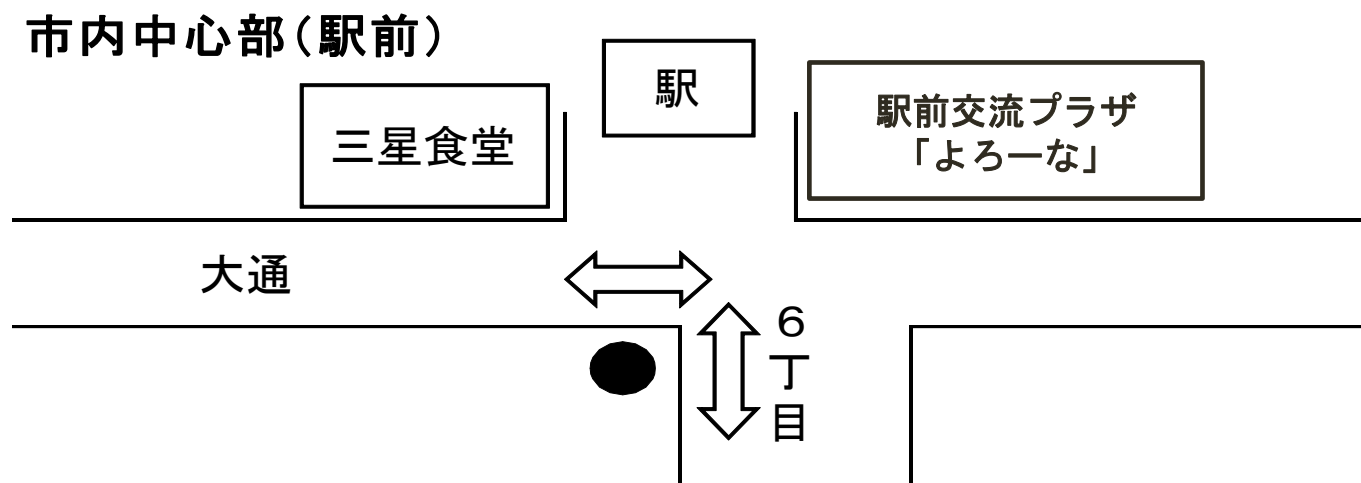 市内中心部（駅前）
駅
三星食堂
駅前交流プラザ
「よろーな」
大通
６丁目